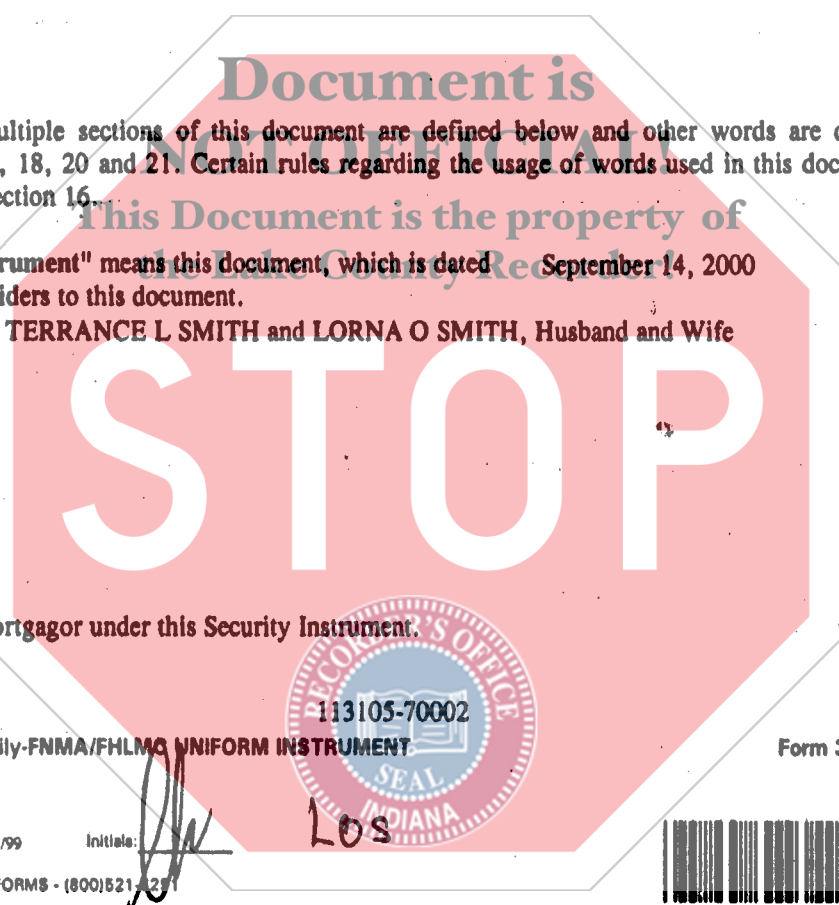 Document is
NOT OFFICIAL!
This Document is the property of
the Lake County Recorder!
ultiple sections of this document are defined below and other words are
, 18, 20 and 21. Certain rules regarding the usage of words used in this doc
ection 16.
rument" means this document, which is dated September 14, 2000
iders to this document.
TERRANCE L SMITH and LORNA O SMITH, Husband and Wife
STOP
ortgagor under this Security Instrument.
RECORDER'S OFFICE
SEAL
INDIANA
113105-70002
ily-FNMA/FHLMC UNIFORM INSTRUMENT
Form 3
/99 Initials: LOS
FORMS - (800)521-7291